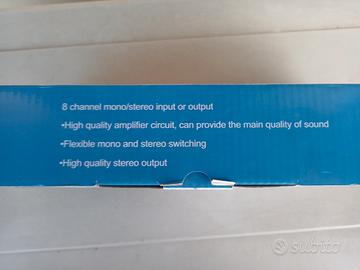 8 channel mono/stereo input or output
•High quality amplifier circuit, can provide the main quality of sound
•Flexible mono and stereo switching
•High quality stereo output
subito